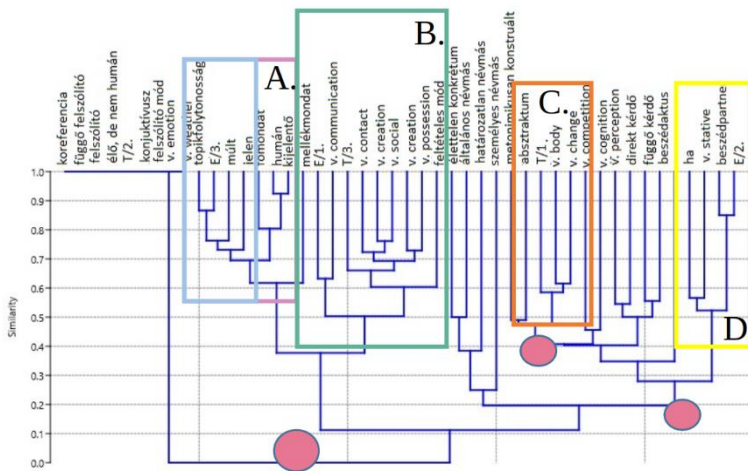 A.
B.
C.
D
koreferencia
függő felszólító
felszólító
élő, de nem humán
T/2.
konjuktívusz
felszólító mód
v. emotion
v. weather
topikfolytonosság
E/3.
múlt
jelen
főmondat
humán
kijelentő
mellékmondat
E/1.
v. communication
T/3.
v. contact
v. creation
v. social
v. creation
v. possession
feltételes mód
élettelen konkrétum
általános névmás
határozatlan névmás
személyes névmás
metonimikusan konstruált
absztraktum
T/1.
v. body
v. change
v. competition
v. cognition
v. perception
direkt kérdő
függő kérdő
beszédaktus
ha
v. stative
beszédpartne
E/2.
1.0
0.9
0.8
0.7
0.6
0.5
0.4
0.3
0.2
0.1
0.0
Similarity